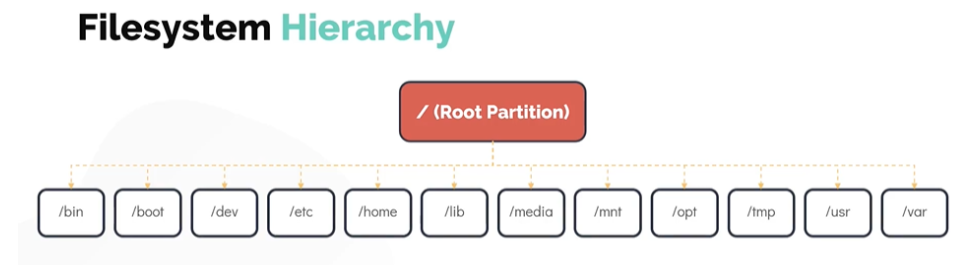 Filesystem Hierarchy
/ (Root Partition)
/bin /boot /dev /etc /home /lib /media /mnt /opt /tmp /usr /var